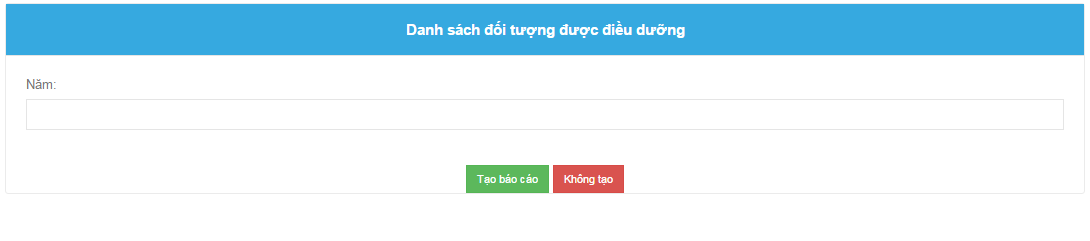 Danh sách đối tượng được điều dưỡng
Năm:
Tạo báo cáo Không tạo